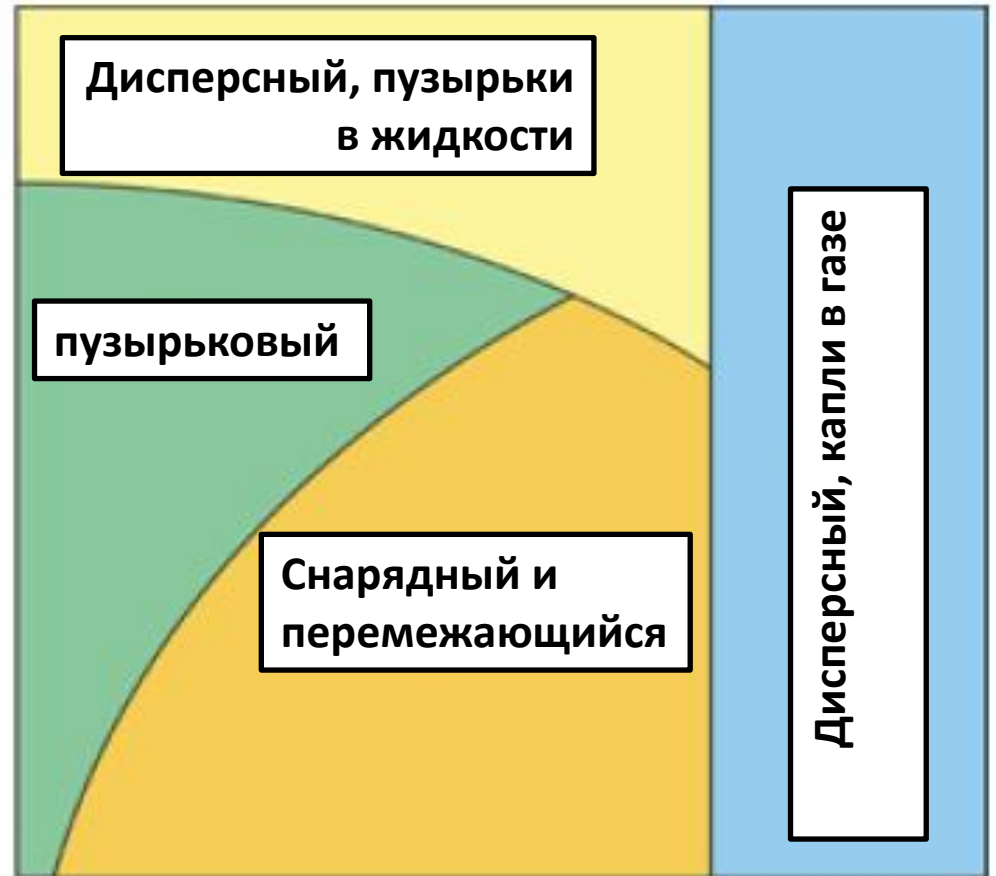 Дисперсный, пузырьки
в жидкости
пузырьковый
Снарядный и
перемежающийся
Дисперсный, капли в газе